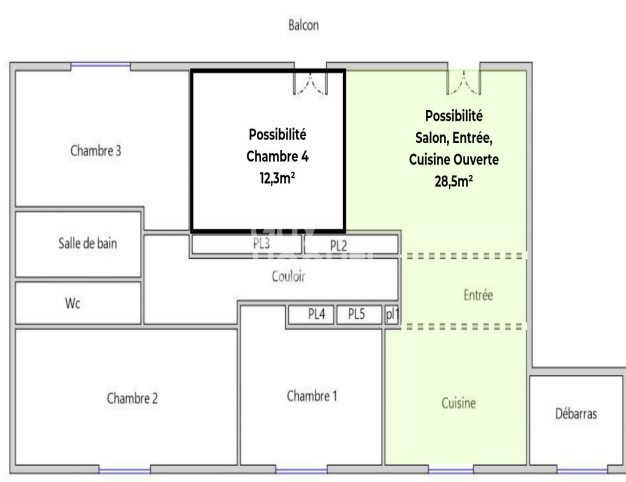 Balcon
Chambre 3
Possibilité
Chambre 4
12,3m²
Possibilité
Salon, Entrée,
Cuisine Ouverte
28,5m²
Salle de bain
PL3
PL2
Couloir
Wc
Entrée
PL4
PL5
pl1
Chambre 2
Chambre 1
Cuisine
Débarras